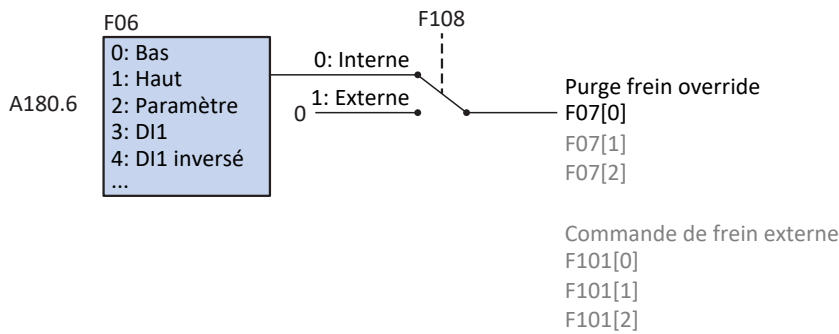 F06
F108
0: Bas
1: Haut
2: Paramètre
3: DI1
4: DI1 inversé
...
A180.6
0: Interne
1: Externe
0
Purge frein override
F07[0]
F07[1]
F07[2]
Commande de frein externe
F101[0]
F101[1]
F101[2]